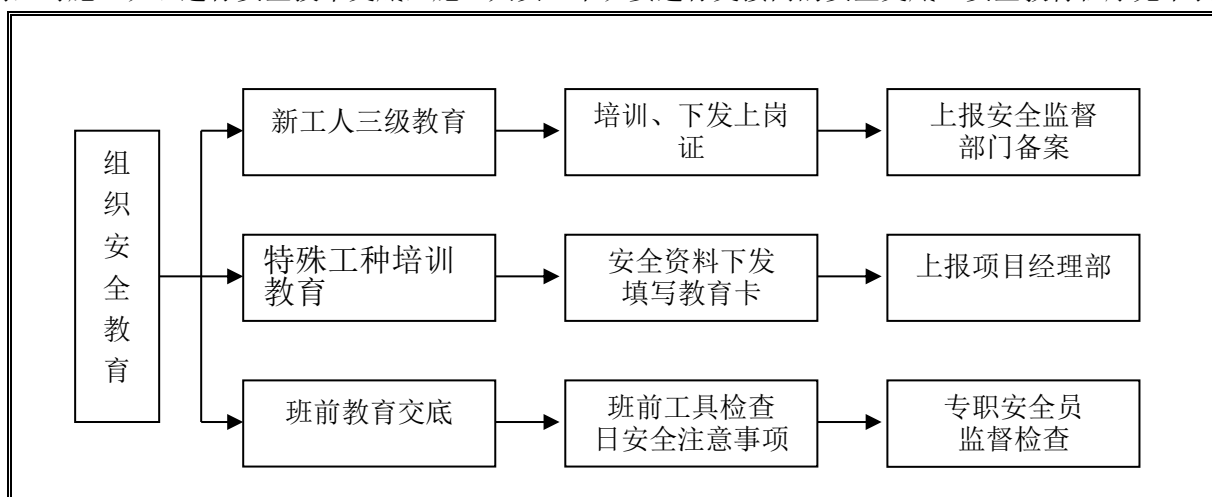 组
织
安
全
教
育
新工人三级教育
培训、下发上岗
证
上报安全监督
部门备案
特殊工种培训
教育
安全资料下发
填写教育卡
上报项目经理部
班前教育交底
班前工具检查
日安全注意事项
专职安全员
监督检查